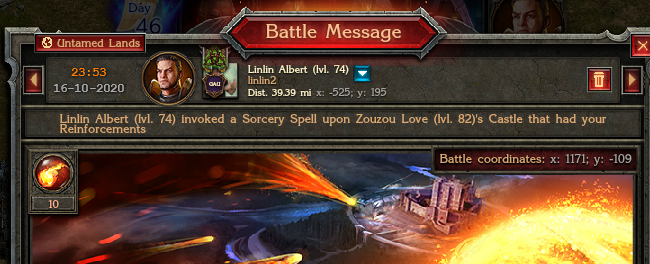 Day
46
Battle Message
Untamed Lands
23:53
16-10-2020
Linlin Albert (lvl. 74)
linlin2
Dist. 39.39 mi x: -525; y: 195
Linlin Albert (lvl. 74) invoked a Sorcery Spell upon Zouzou Love (lvl. 82)'s Castle that had your
Reinforcements
Battle coordinates: x: 1171; y: -109
10